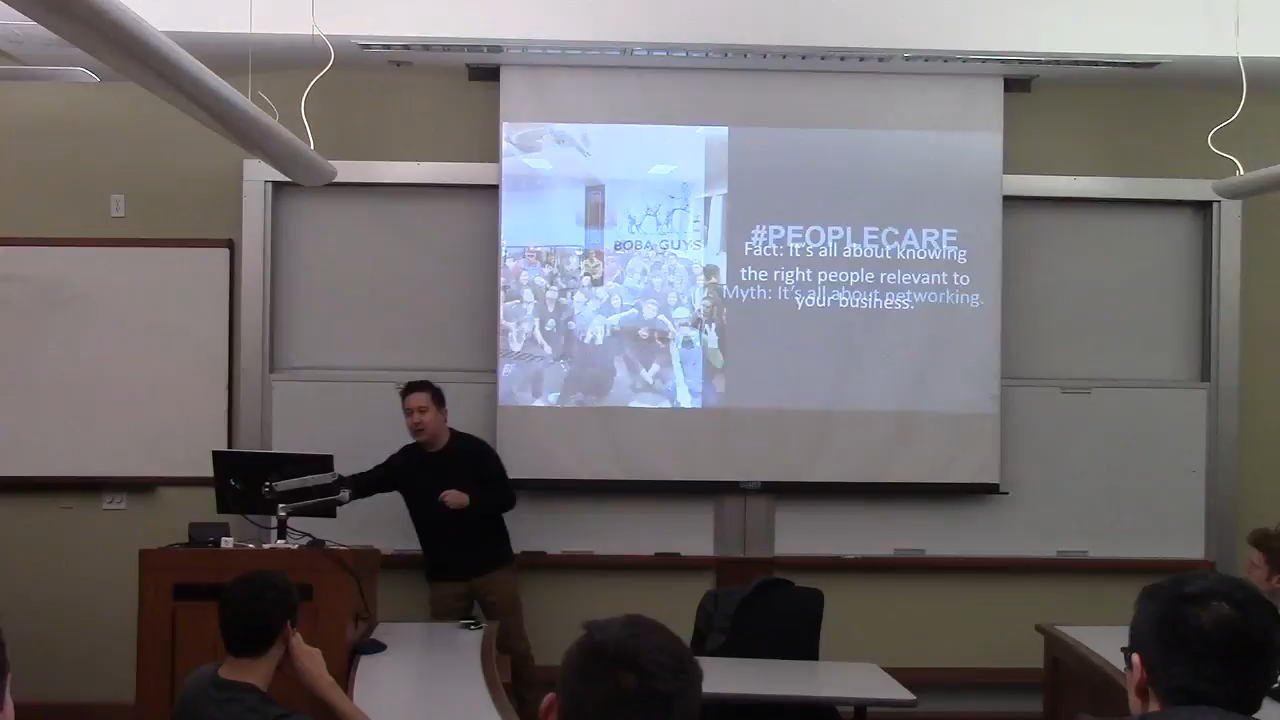 BOBA GUYS
#PEOPLECARE
Fact: It's all about knowing
the right people relevant to
your business.
Myth: It's all about networking.